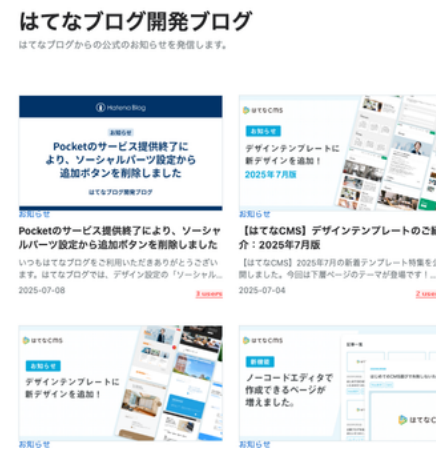 はてなブログ開発ブログ
はてなブログからの公式のお知らせを発信します。
Hatena Blog
お知らせ
Pocketのサービス提供終了に
より、ソーシャルパーツ設定から
追加ボタンを削除しました
はてなブログ開発ブログ
お知らせ
Pocketのサービス提供終了により、ソーシャ
ルパーツ設定から追加ボタンを削除しました
いつもはてなブログをご利用いただきありがとうござい
ます。はてなブログでは、デザイン設定の「ソーシャル...
2025-07-08
3 users
はてなCMS
お知らせ
デザインテンプレートに
新デザインを追加！
2025年7月版
お知らせ
【はてなCMS】デザインテンプレートのご紹
介：2025年7月版
【はてなCMS】2025年7月の新着テンプレート特集を公
開しました。今回は下層ページのテーマが登場です！...
2025-07-04
2 users
はてなCMS
お知らせ
デザインテンプレートに
新デザインを追加！
お知らせ
はてなCMS
新機能
ノーコードエディタで
作成できるページが
増えました。
記事一覧
はてなC
お知らせ